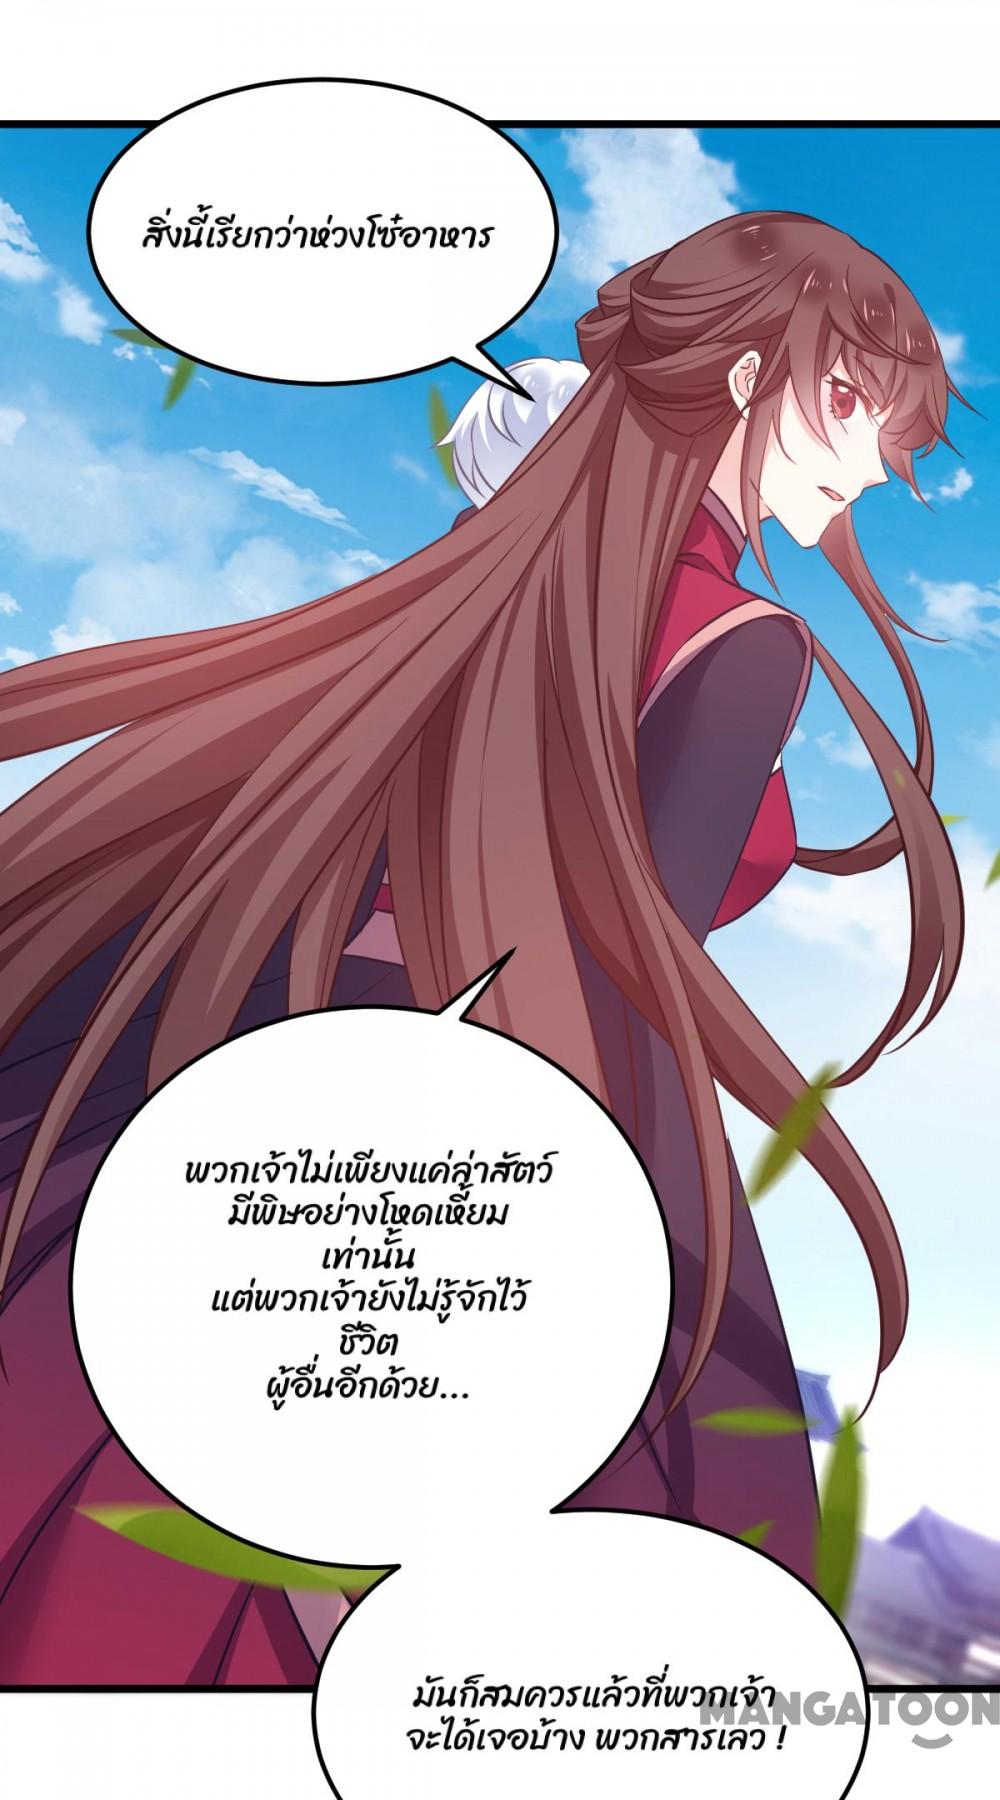 สิ่งนี้เรียกว่าห่วงโซ่อาหาร
พวกเจ้าไม่เพียงแค่ล่าสัตว์
มีพิษอย่างโหดเหี้ยม
เท่านั้น
แต่พวกเจ้ายังไม่รู้จักไว้
ชีวิต
ผู้อื่นอีกด้วย...
มันก็สมควรแล้วที่พวกเจ้า
จะได้เจอบ้าง พวกสารเลว !
MANGATOON